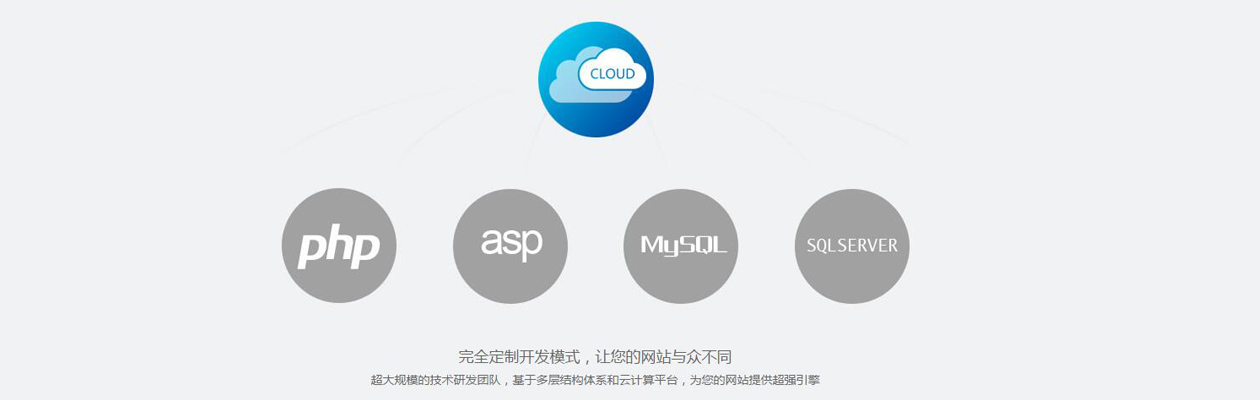 CLOUD
php
asp
MySQL
SQLSERVER
完全定制开发模式，让您的网站与众不同
超大规模的技术研发团队，基于多层结构体系和云计算平台，为您的网站提供超强引擎